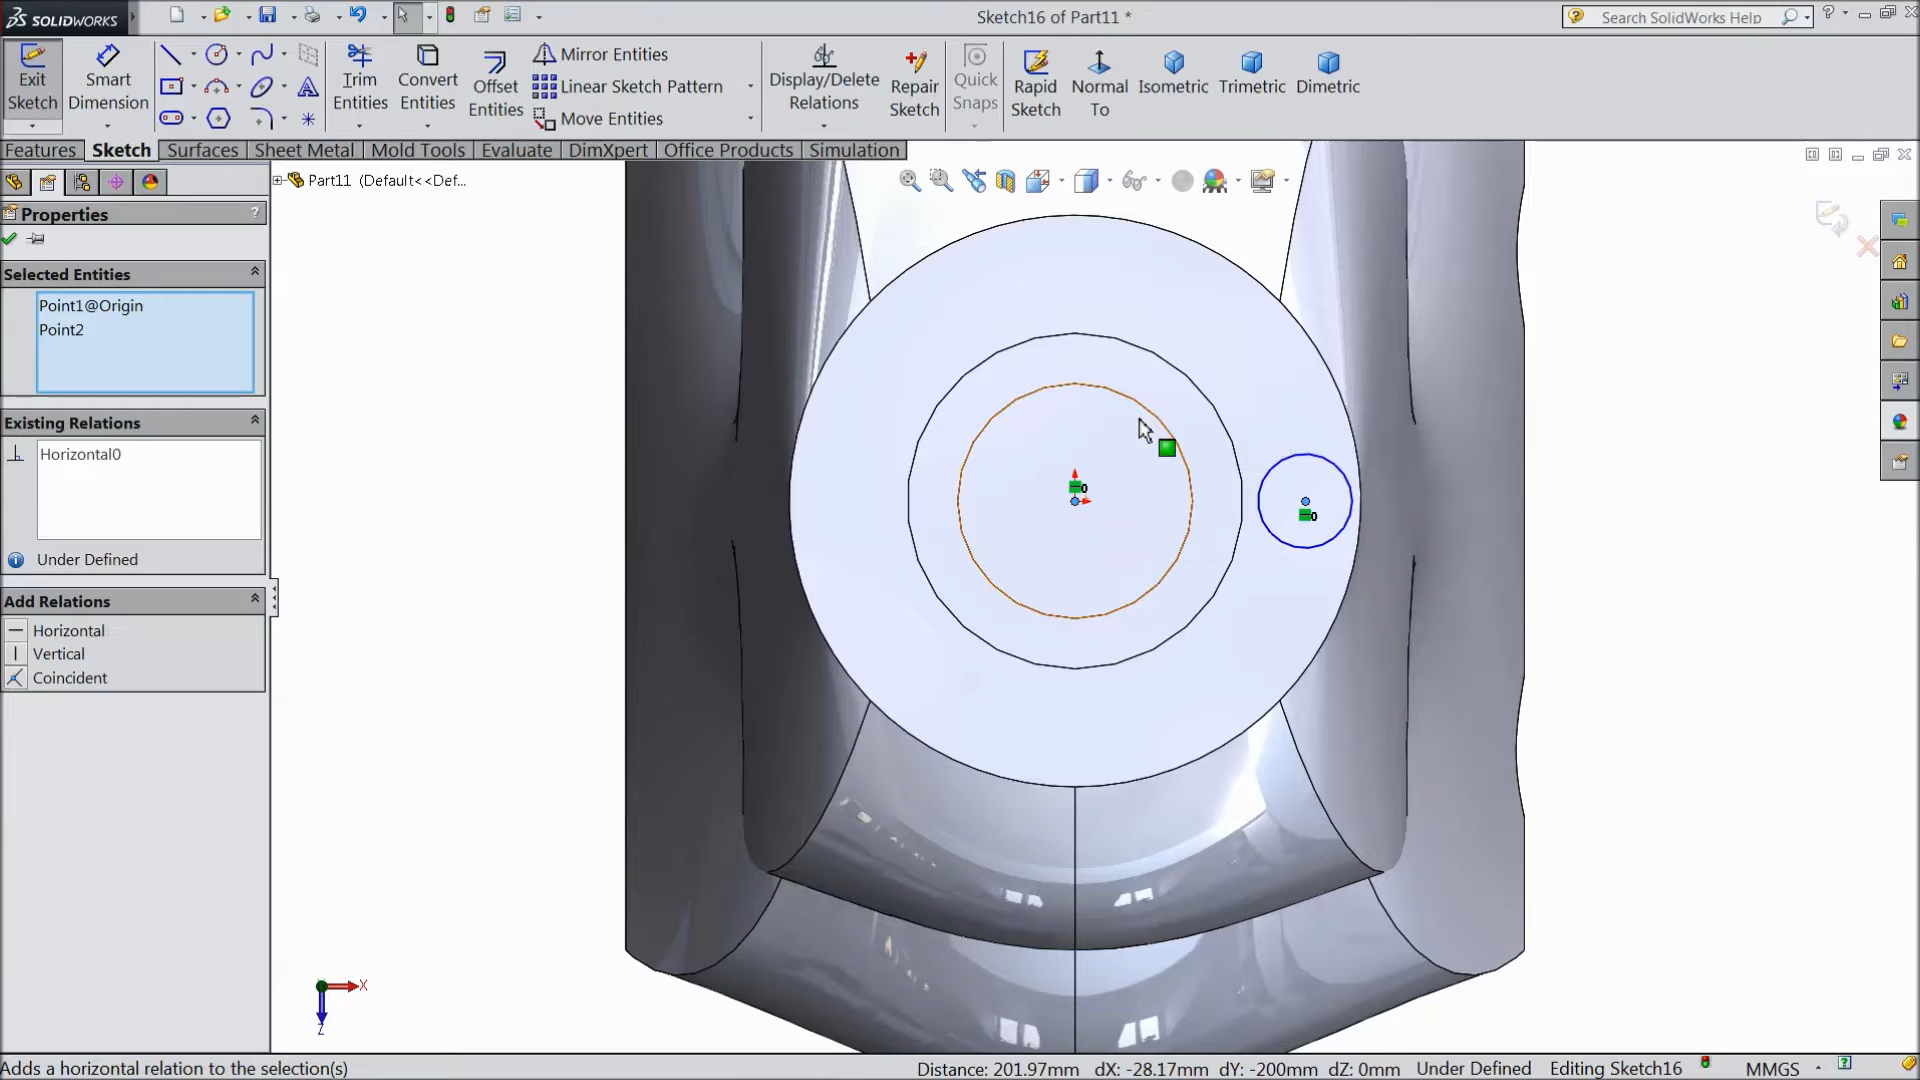 SOLIDWORKS
Sketch16 of Part11 *
Search SolidWorks Help
Exit Sketch
Smart Dimension
Trim Entities
Convert Entities
Offset Entities
Mirror Entities
Linear Sketch Pattern
Move Entities
Display/Delete Relations
Repair Sketch
Quick Snaps
Rapid Sketch
Normal To
Isometric
Trimetric
Dimetric
Features Sketch Surfaces Sheet Metal Mold Tools Evaluate DimXpert Office Products Simulation
Part11 (Default<<Def...
Properties ?
Selected Entities
Point1@Origin
Point2
Existing Relations
Horizontal0
Under Defined
Add Relations
Horizontal
Vertical
Coincident
0
0
X
Z
Adds a horizontal relation to the selection(s)
Distance: 201.97mm dX: -28.17mm dY: -200mm dZ: 0mm Under Defined Editing Sketch16 MMGS